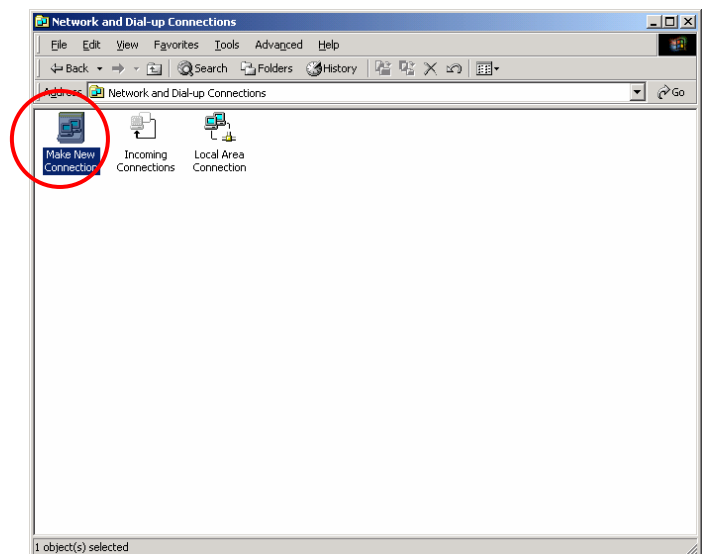 Network and Dial-up Connections
File Edit View Favorites Tools Advanced Help
Back Search Folders History
Address Network and Dial-up Connections Go
Make New Connection
Incoming Connections
Local Area Connection
1 object(s) selected